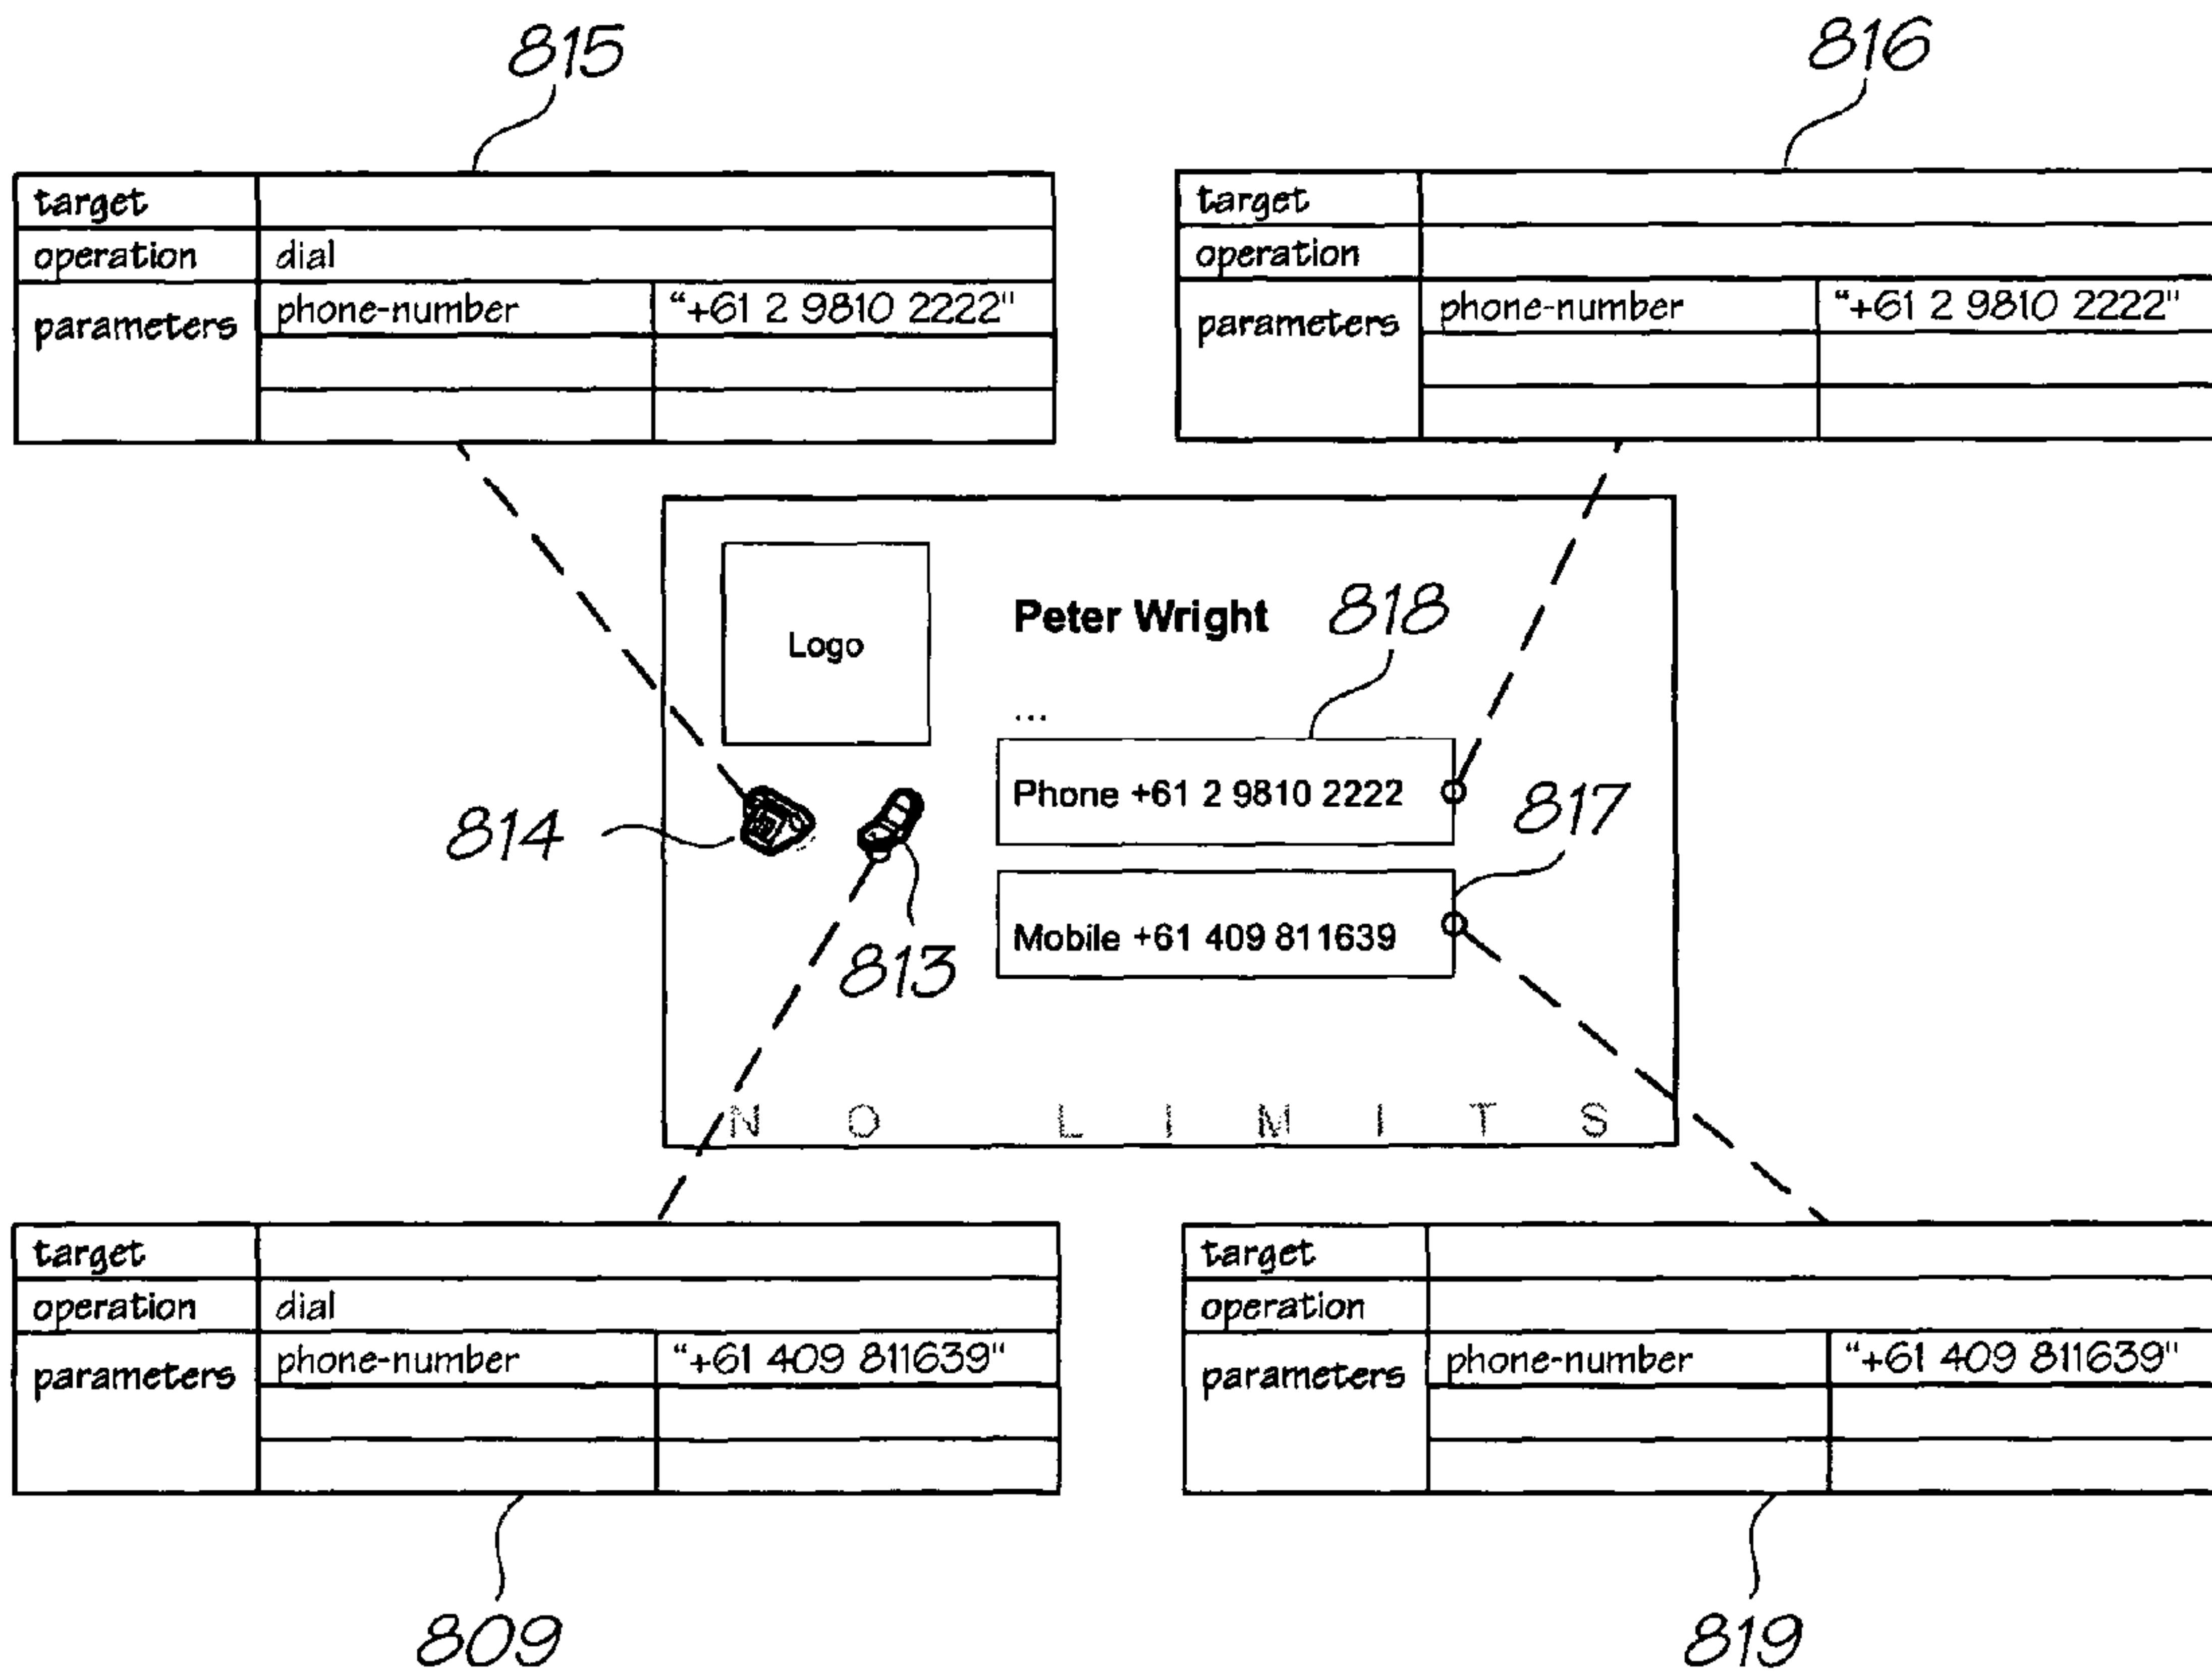 815
816
target
operation dial
parameters phone-number “+61 2 9810 2222"
target
operation
parameters phone-number “+61 2 9810 2222"
Logo
Peter Wright
818
...
Phone +61 2 9810 2222
817
814
813
Mobile +61 409 811639
N O L I M I T S
target
operation dial
parameters phone-number “+61 409 811639"
target
operation
parameters phone-number “+61 409 811639"
809
819